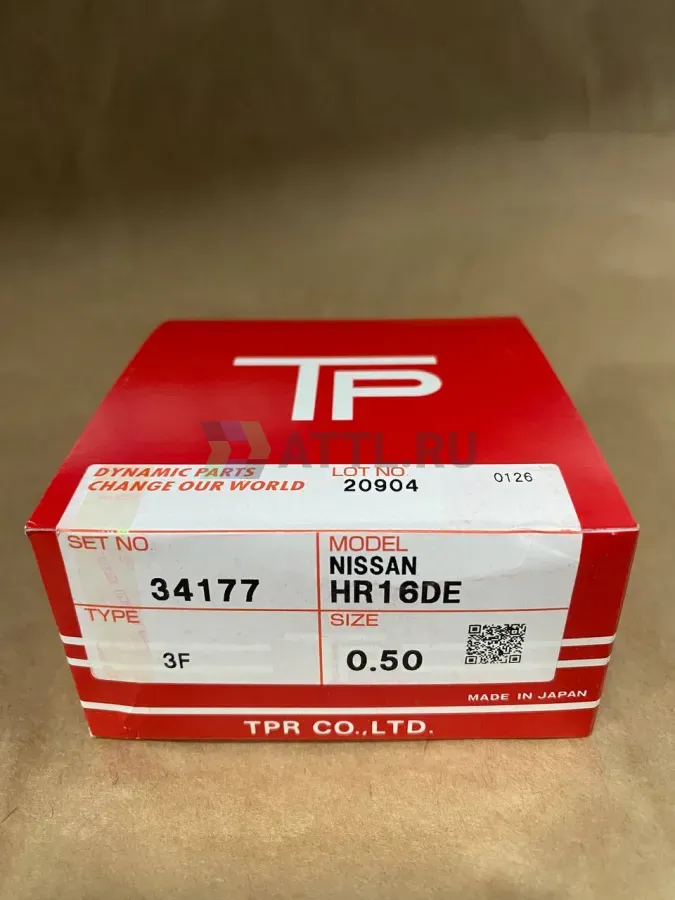 TP
ATTL.RU
DYNAMIC PARTS
CHANGE OUR WORLD
LOT NO.
20904
0126
SET NO.
34177
MODEL
NISSAN
HR16DE
TYPE
3F
SIZE
0.50
MADE IN JAPAN
TPR CO.,LTD.